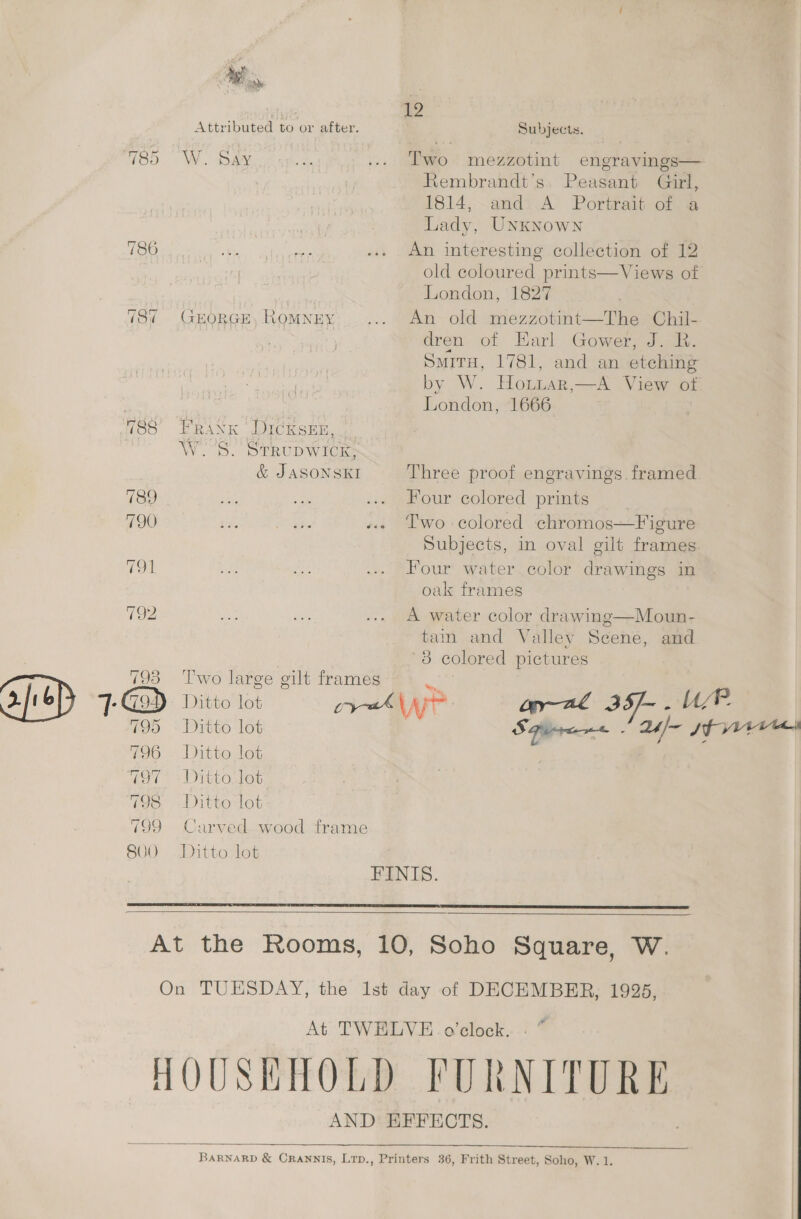 12
Attributed to or after. Subjects.
785 W. Say ... ... Two mezzotint engravings—
Rembrandt's Peasant Girl,
1814, and A Portrait of a
Lady, Unknown
786 ... ... ... An interesting collection of 12
old coloured prints—Views of
London, 1827
787 George Romney ... An old mezzotint—The Chil-
dren of Earl Gower, J. R.
Smith, 1781, and an etching
by W. Hollar,—A View of
London, 1666
788 Frank Dicksee,
W. S. Strudwick,
& Jasonski Three proof engravings framed
789 ... ... ... Four colored prints
790 ... ... ... Two colored chromos—Figure
Subjects, in oval gilt frames
791 ... ... ... Four water color drawings in
oak frames
792 ... ... ... A water color drawing—Moun-
tain and Valley Scene, and
3 colored pictures
793 Two large gilt frames
2/16 7. 794 Ditto lot oval 35/- . W.P.
795 Ditto lot Square . 24/-
796 Ditto lot
797 Ditto lot
798 Ditto lot
799 Carved wood frame
800 Ditto lot
FINIS.
At the Rooms, 10, Soho Square, W.
On TUESDAY, the 1st day of DECEMBER, 1925,
At TWELVE o'clock.
HOUSEHOLD FURNITURE
AND EFFECTS.
Barnard & Crannis, Ltd., Printers 36, Frith Street, Soho, W. 1.